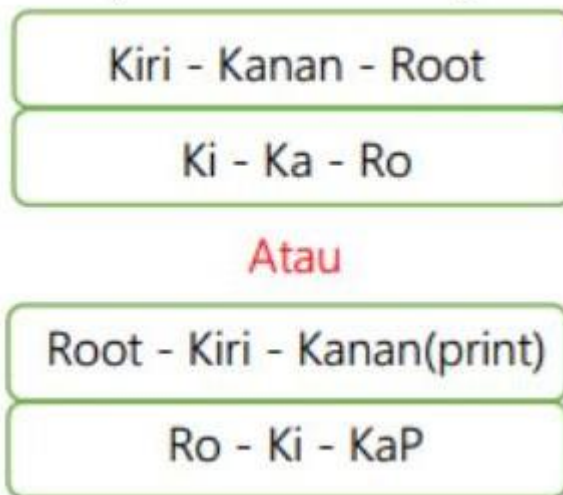 Kiri - Kanan - Root
Ki - Ka - Ro
Atau
Root - Kiri - Kanan(print)
Ro - Ki - KaP